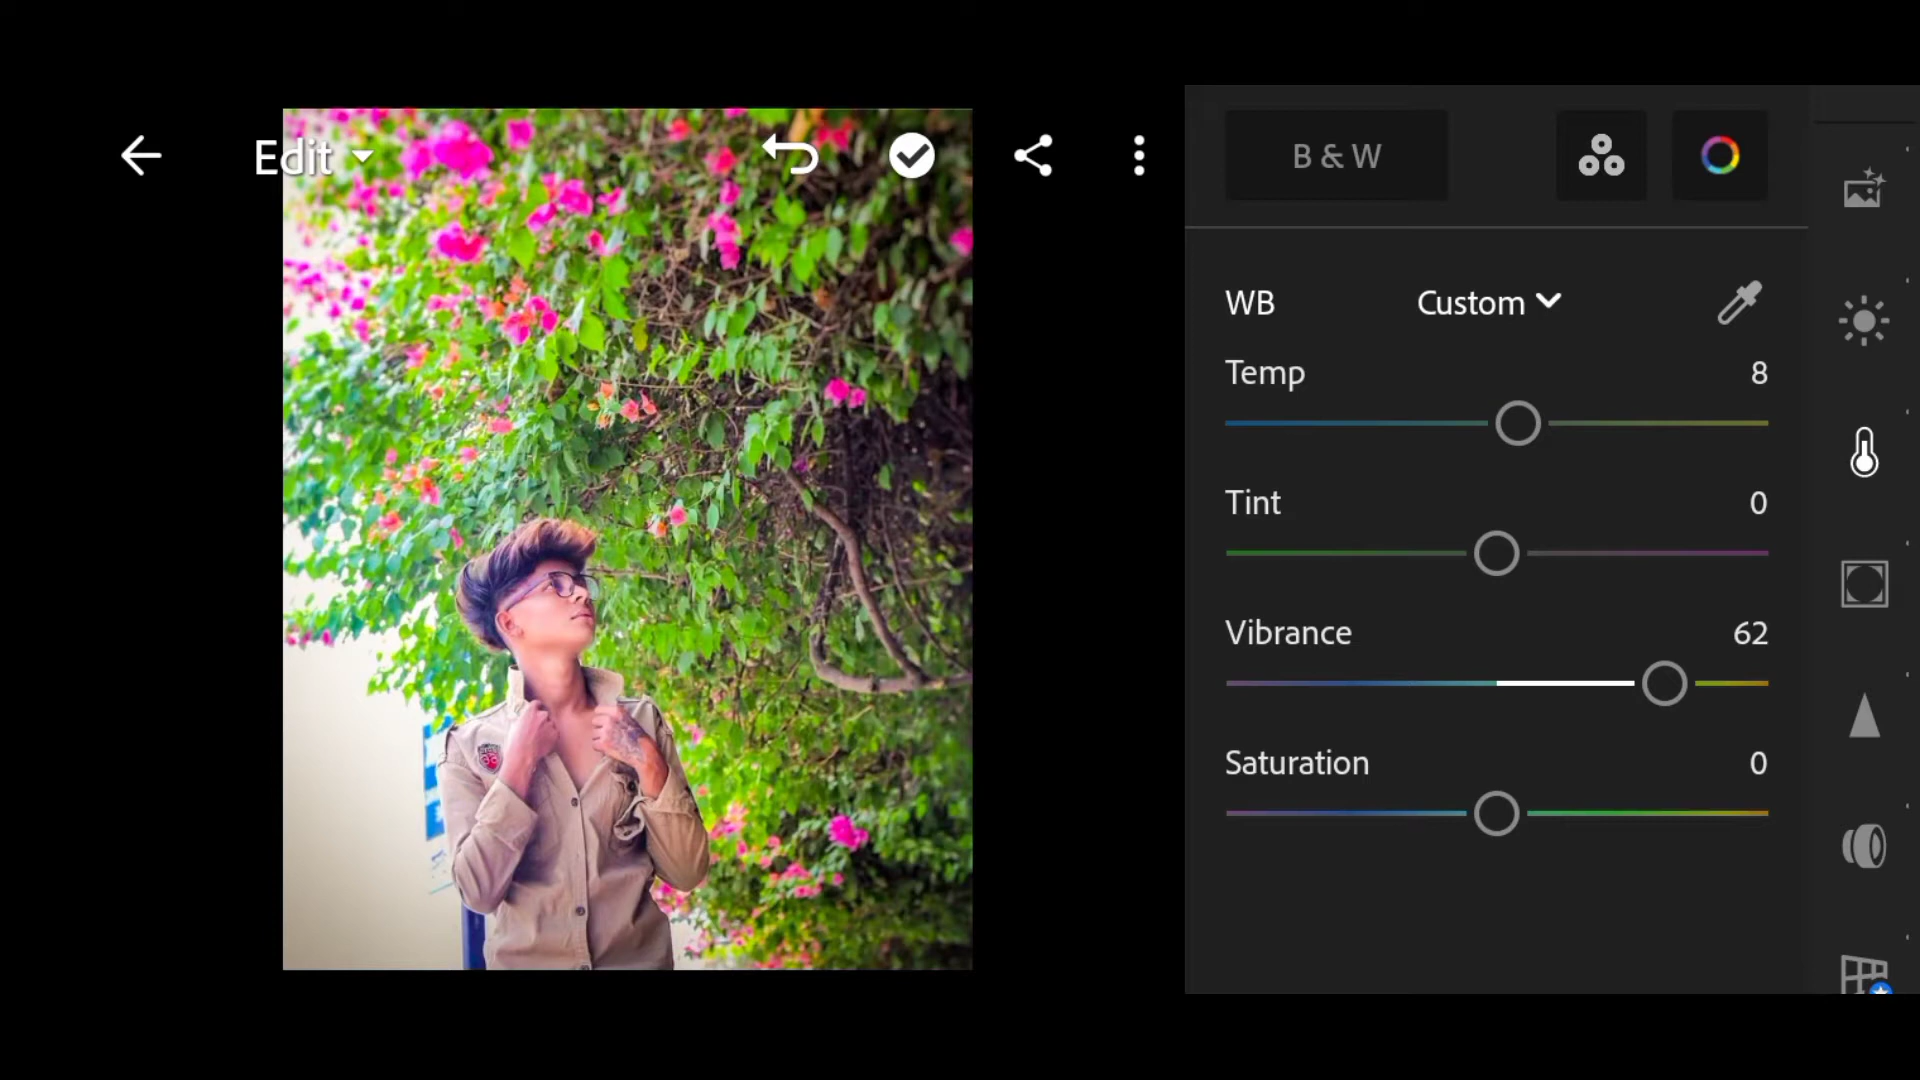 Edit
B & W
WB Custom
Temp 8
Tint 0
Vibrance 62
Saturation 0